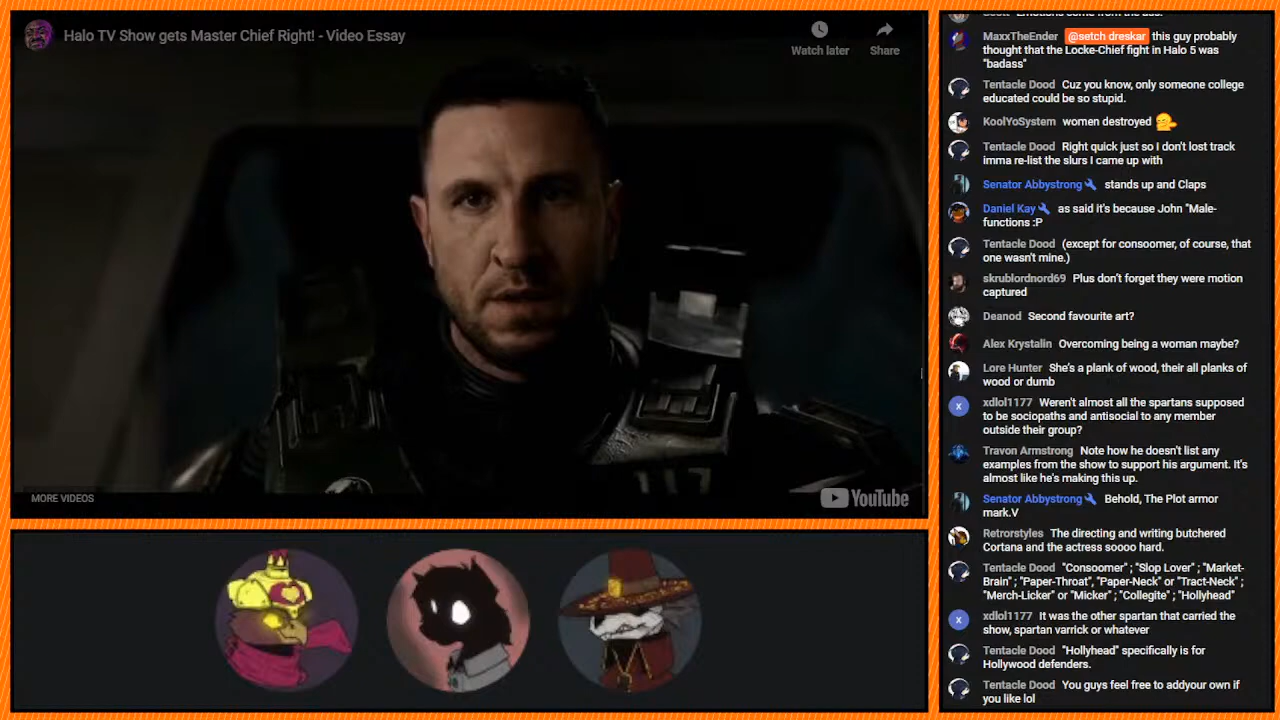 Halo TV Show gets Master Chief Right! - Video Essay
Watch later
Share
MORE VIDEOS
YouTube
117
MaxxTheEnder @setch dreskar this guy probably
thought that the Locke-Chief fight in Halo 5 was
"badass"
Tentacle Dood Cuz you know, only someone college
educated could be so stupid.
KoolYoSystem women destroyed
Tentacle Dood Right quick just so I don't lost track
imma re-list the slurs I came up with
Senator Abbystrong stands up and Claps
Daniel Kay as said it's because John "Male-
functions :P
Tentacle Dood (except for consoomer, of course, that
one wasn't mine.)
skrublordnord69 Plus don't forget they were motion
captured
Deanod Second favourite art?
Alex Krystalin Overcoming being a woman maybe?
Lore Hunter She's a plank of wood, their all planks of
wood or dumb
X
xdlol1177 Weren't almost all the spartans supposed
to be sociopaths and antisocial to any member
outside their group?
Travon Armstrong Note how he doesn't list any
examples from the show to support his argument. It's
almost like he's making this up.
Senator Abbystrong Behold, The Plot armor
mark.V
Retrorstyles The directing and writing butchered
Cortana and the actress soooo hard.
Tentacle Dood "Consoomer" ; "Slop Lover" ; "Market-
Brain" ; "Paper-Throat", "Paper-Neck" or "Tract-Neck" ;
"Merch-Licker" or "Micker" ; "Collegite" ; "Hollyhead"
X
xdlol1177 It was the other spartan that carried the
show, spartan varrick or whatever
Tentacle Dood "Hollyhead" specifically is for
Hollywood defenders.
Tentacle Dood You guys feel free to addyour own if
you like lol